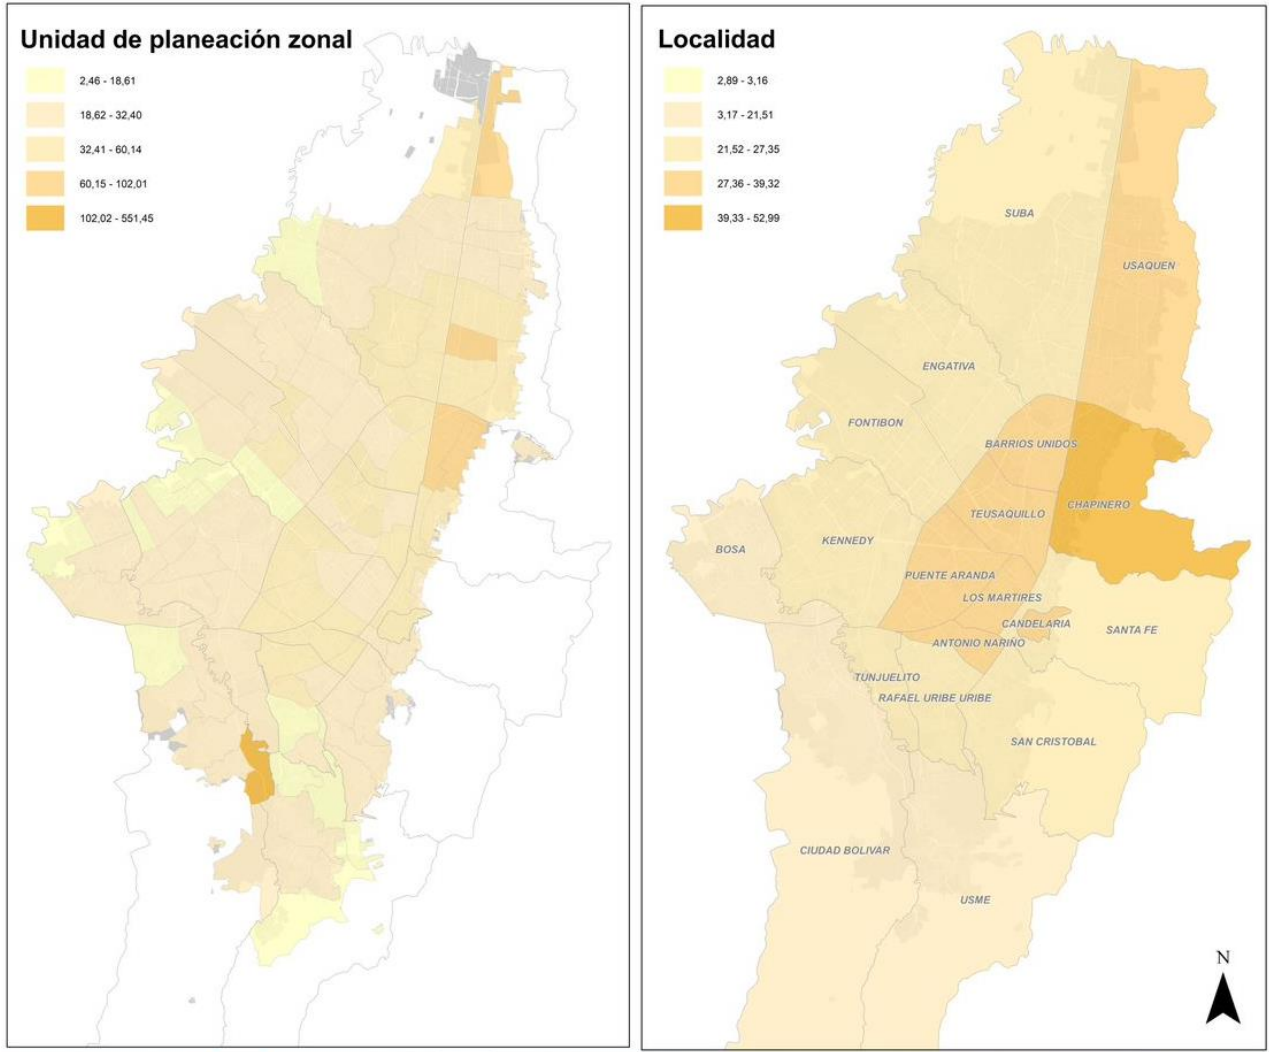 Unidad de planeación zonal
2,46 - 18,61
18,62 - 32,40
32,41 - 60,14
60,15 - 102,01
102,02 - 551,45
Localidad
2,89 - 3,16
3,17 - 21,51
21,52 - 27,35
27,36 - 39,32
39,33 - 52,99
SUBA
USAQUEN
ENGATIVA
FONTIBON
BARRIOS UNIDOS
CHAPINERO
TEUSAQUILLO
KENNEDY
BOSA
PUENTE ARANDA
LOS MARTIRES
CANDELARIA
SANTA FE
ANTONIO NARIÑO
TUNJUELITO
RAFAEL URIBE URIBE
SAN CRISTOBAL
CIUDAD BOLIVAR
USME
N